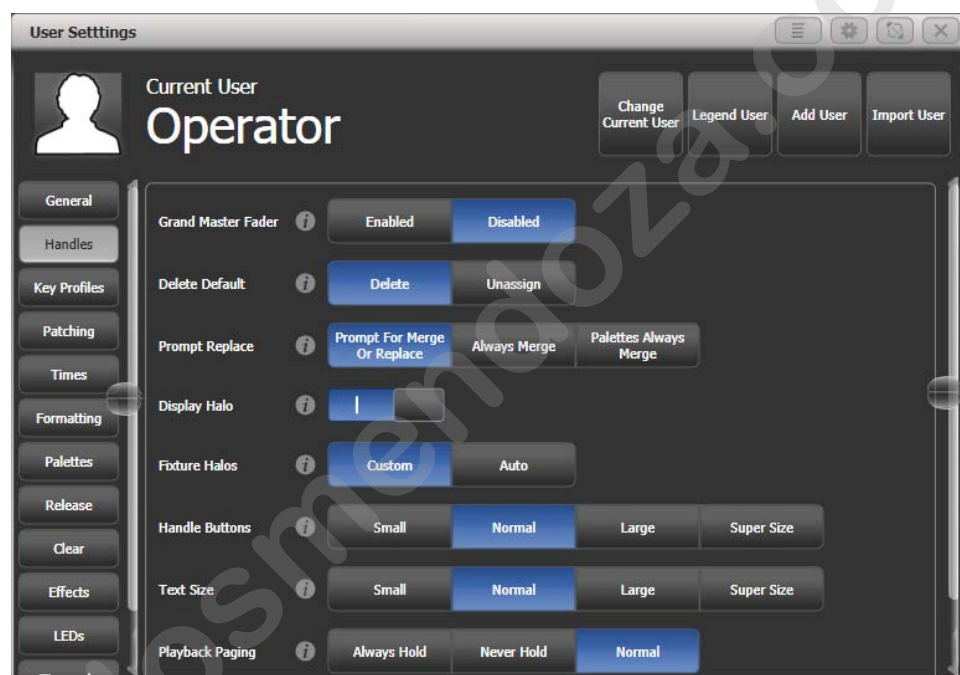 User Setttings
Current User
Operator
Change
Current User
Legend User
Add User
Import User
General
Handles
Key Profiles
Patching
Times
Formatting
Palettes
Release
Clear
Effects
LEDs
Grand Master Fader
Enabled
Disabled
Delete Default
Delete
Unassign
Prompt Replace
Prompt For Merge
Or Replace
Always Merge
Palettes Always
Merge
Display Halo
Fixture Halos
Custom
Auto
Handle Buttons
Small
Normal
Large
Super Size
Text Size
Small
Normal
Large
Super Size
Playback Paging
Always Hold
Never Hold
Normal